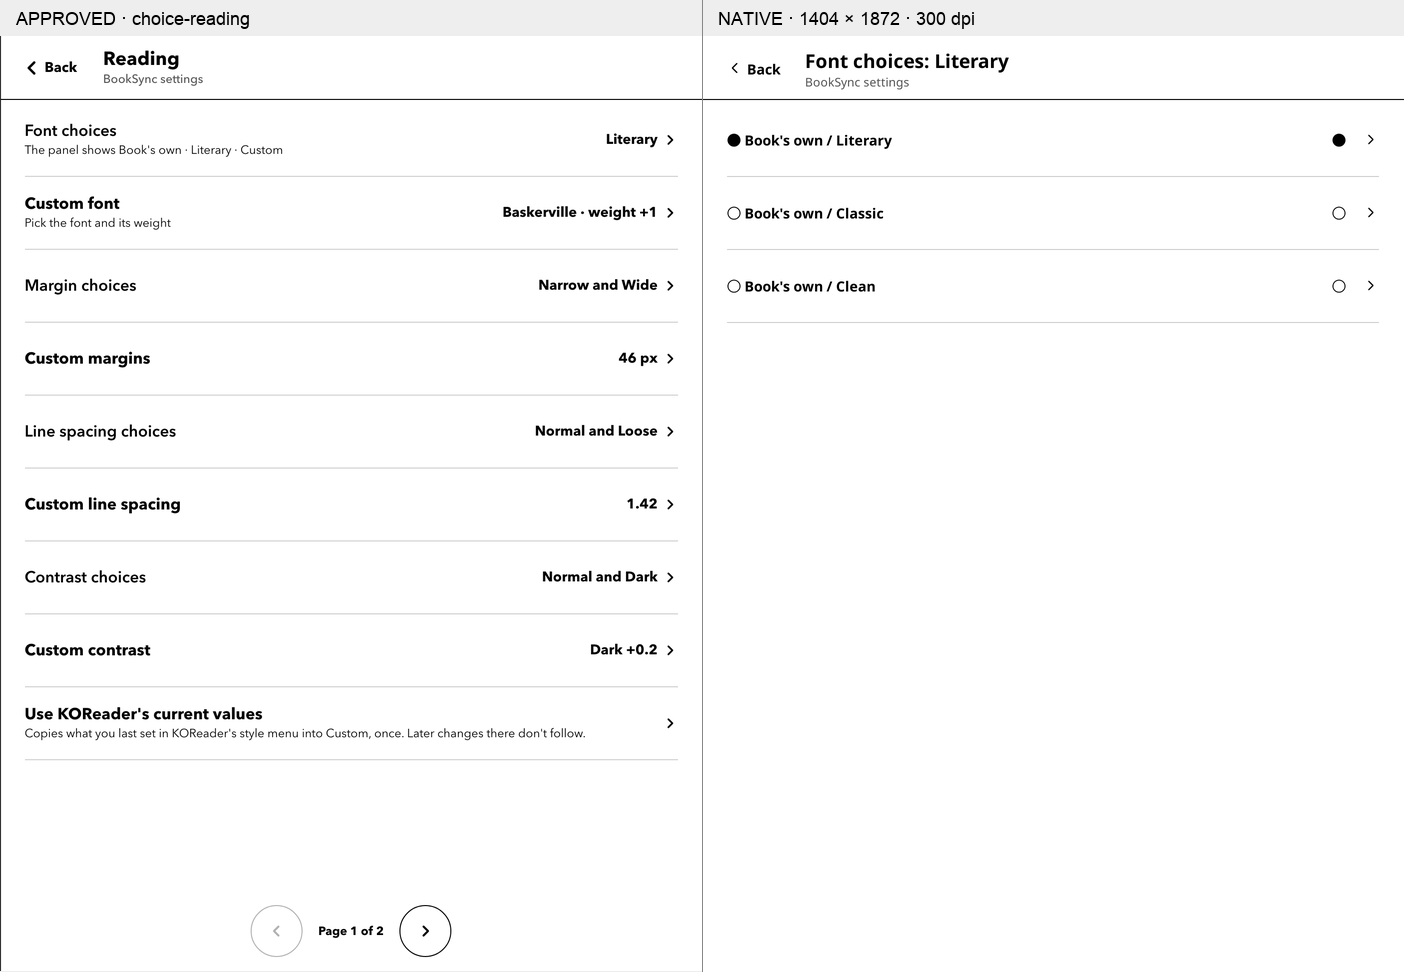 APPROVED · choice-reading
Back
Reading
BookSync settings
Font choices
The panel shows Book's own · Literary · Custom
Literary
Custom font
Pick the font and its weight
Baskerville · weight +1
Margin choices
Narrow and Wide
Custom margins
46 px
Line spacing choices
Normal and Loose
Custom line spacing
1.42
Contrast choices
Normal and Dark
Custom contrast
Dark +0.2
Use KOReader's current values
Copies what you last set in KOReader's style menu into Custom, once. Later changes there don't follow.
Page 1 of 2
NATIVE · 1404 × 1872 · 300 dpi
Back
Font choices: Literary
BookSync settings
Book's own / Literary
Book's own / Classic
Book's own / Clean